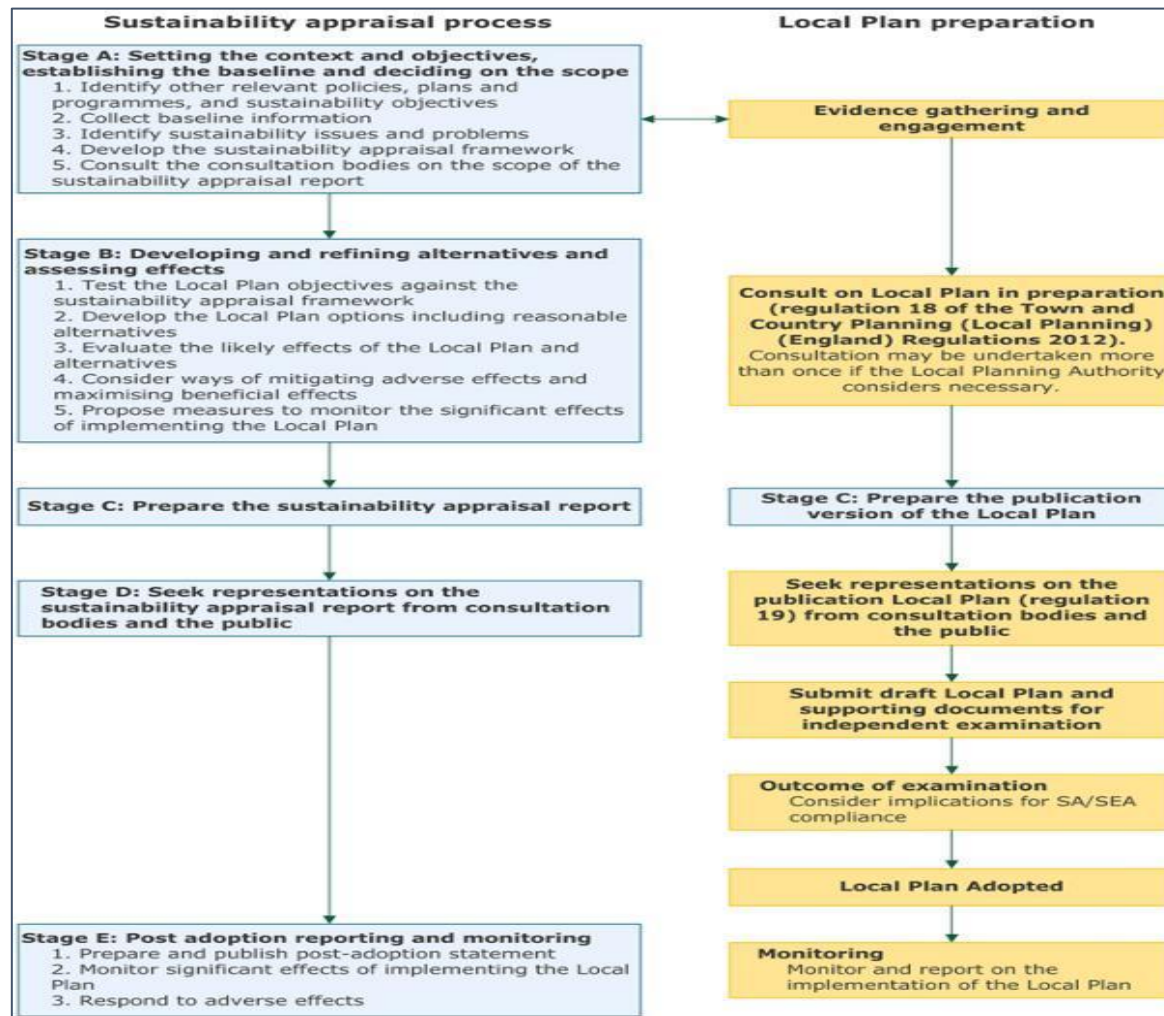 Sustainability appraisal process
Stage A: Setting the context and objectives,
establishing the baseline and deciding on the scope
1. Identify other relevant policies, plans and
programmes, and sustainability objectives
2. Collect baseline information
3. Identify sustainability issues and problems
4. Develop the sustainability appraisal framework
5. Consult the consultation bodies on the scope of the
sustainability appraisal report
Stage B: Developing and refining alternatives and
assessing effects
1. Test the Local Plan objectives against the
sustainability appraisal framework
2. Develop the Local Plan options including reasonable
alternatives
3. Evaluate the likely effects of the Local Plan and
alternatives
4. Consider ways of mitigating adverse effects and
maximising beneficial effects
5. Propose measures to monitor the significant effects
of implementing the Local Plan
Stage C: Prepare the sustainability appraisal report
Stage D: Seek representations on the
sustainability appraisal report from consultation
bodies and the public
Stage E: Post adoption reporting and monitoring
1. Prepare and publish post-adoption statement
2. Monitor significant effects of implementing the Local
Plan
3. Respond to adverse effects
Local Plan preparation
Evidence gathering and
engagement
Consult on Local Plan in preparation
(regulation 18 of the Town and
Country Planning (Local Planning)
(England) Regulations 2012).
Consultation may be undertaken more
than once if the Local Planning Authority
considers necessary.
Stage C: Prepare the publication
version of the Local Plan
Seek representations on the
publication Local Plan (regulation
19) from consultation bodies and
the public
Submit draft Local Plan and
supporting documents for
independent examination
Outcome of examination
Consider implications for SA/SEA
compliance
Local Plan Adopted
Monitoring
Monitor and report on the
implementation of the Local Plan